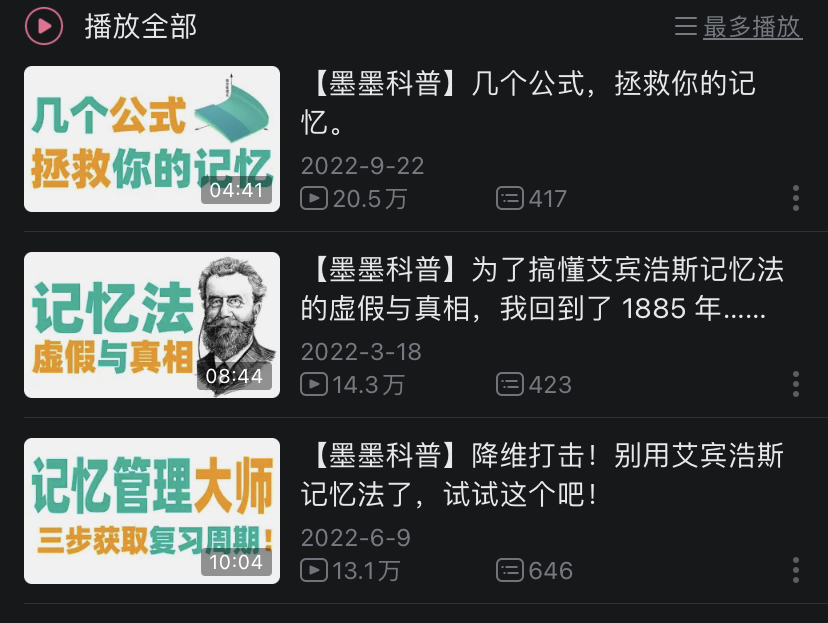 播放全部
最多播放
几个公式
拯救你的记忆
04:41
【墨墨科普】几个公式，拯救你的记
忆。
2022-9-22
20.5万
417
记忆法
虚假与真相
08:44
【墨墨科普】为了搞懂艾宾浩斯记忆法
的虚假与真相，我回到了 1885 年……
2022-3-18
14.3万
423
记忆管理大师
三步获取复习周期！
10:04
【墨墨科普】降维打击！别用艾宾浩斯
记忆法了，试试这个吧！
2022-6-9
13.1万
646